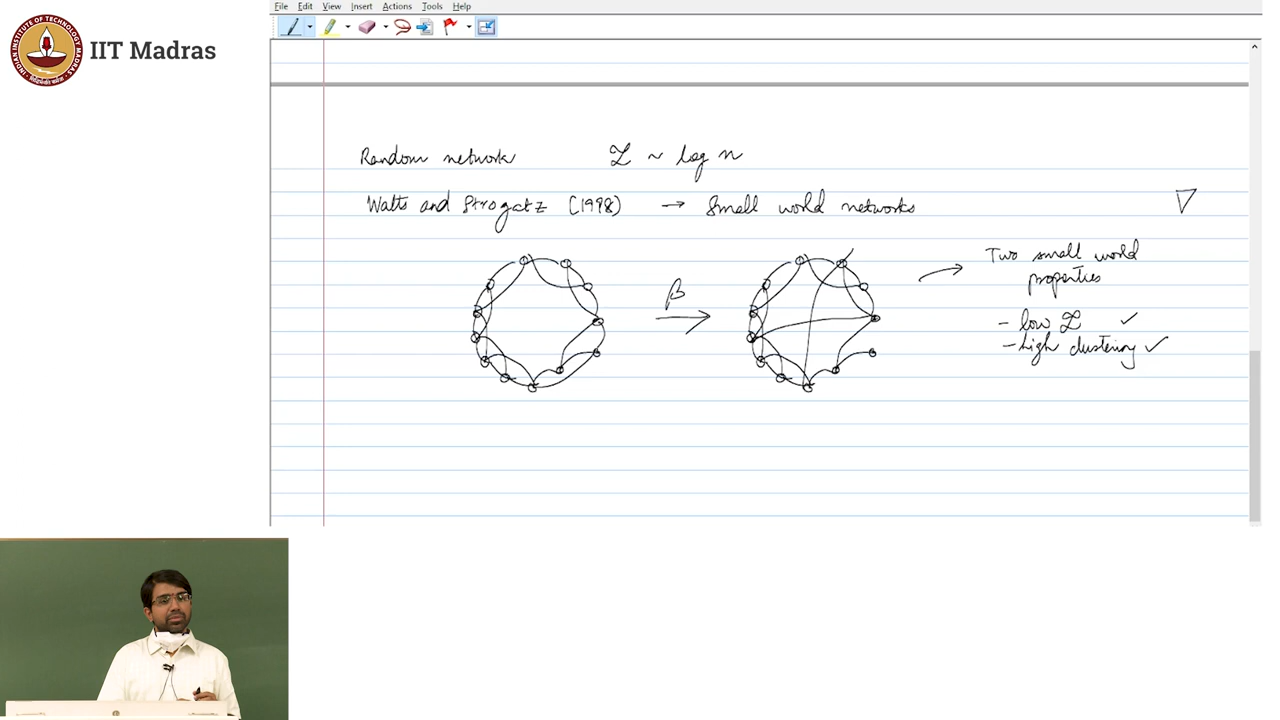 IIT Madras
File Edit View Insert Actions Tools Help
Random network L ~ log n
Watts and Strogatz (1998) → Small world networks
β
Two small world
properties
- low L ✓
- high clustering ✓